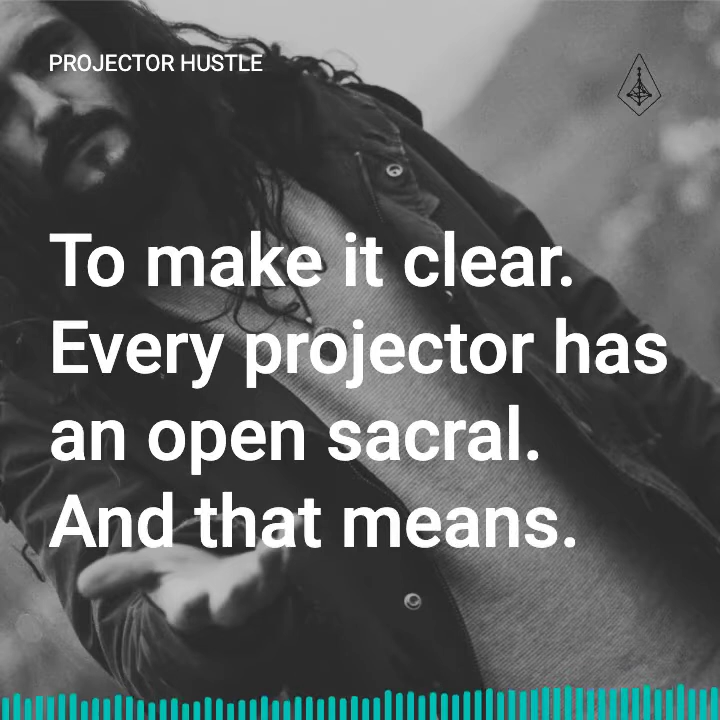 PROJECTOR HUSTLE
To make it clear.
Every projector has
an open sacral.
And that means.